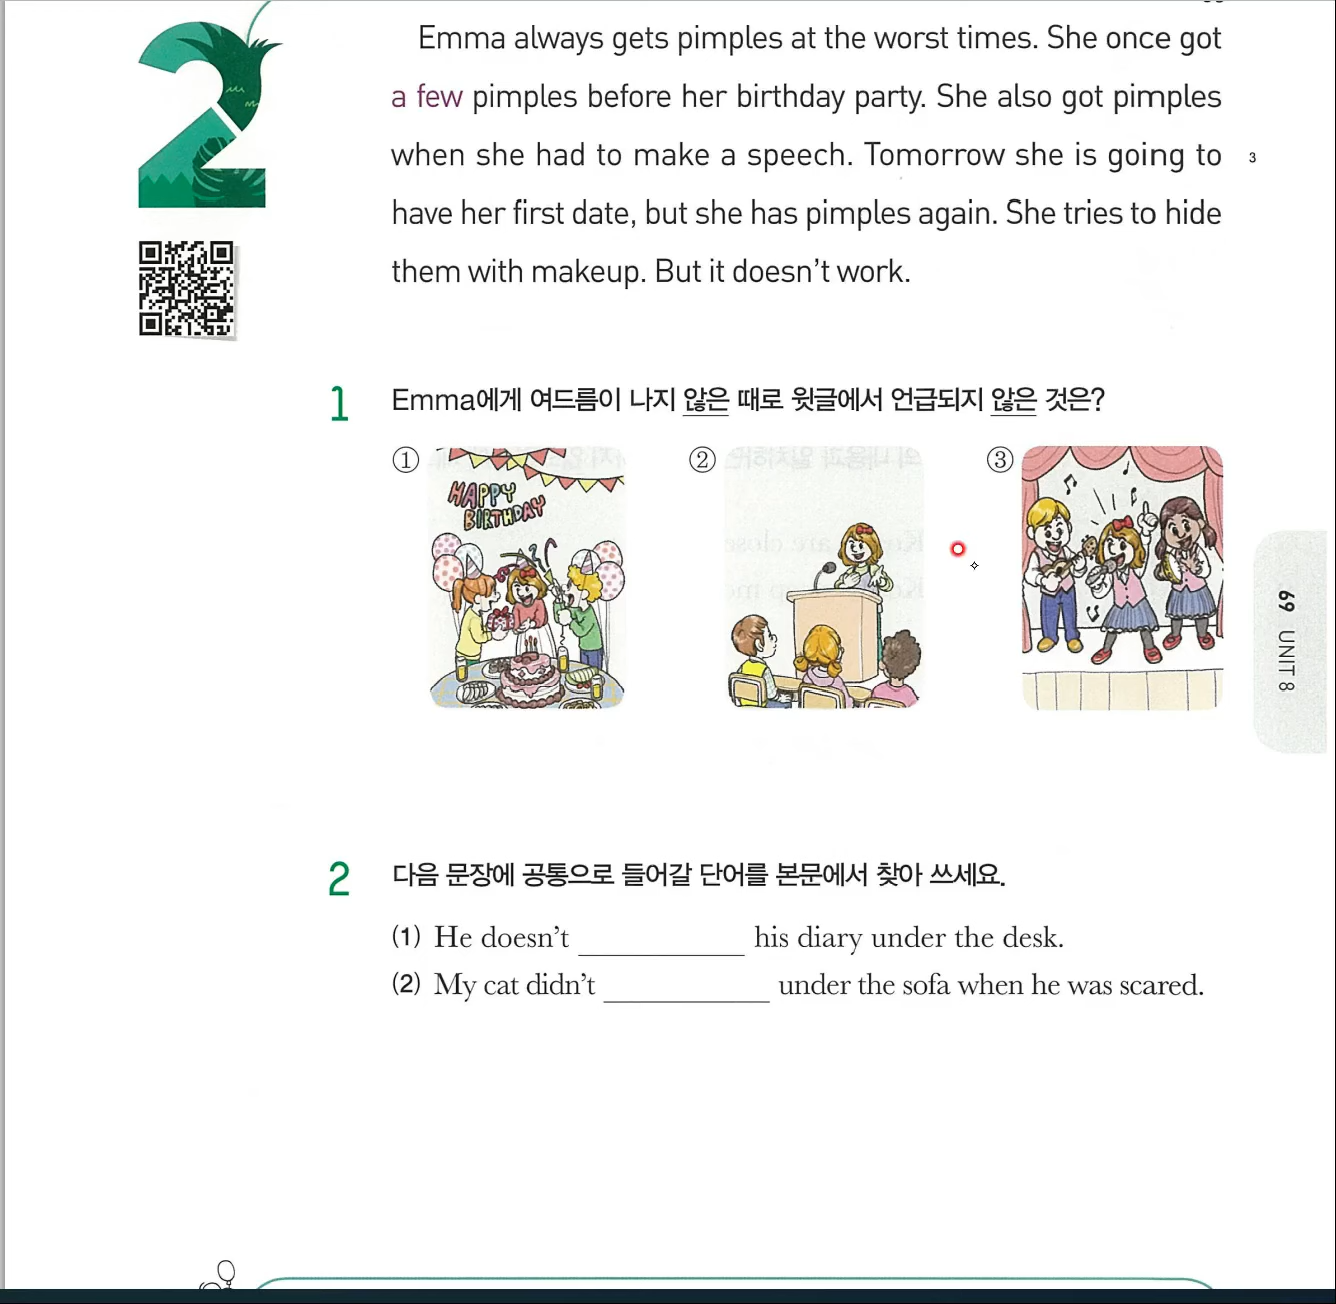 2
Emma always gets pimples at the worst times. She once got
a few pimples before her birthday party. She also got pimples
when she had to make a speech. Tomorrow she is going to 3
have her first date, but she has pimples again. She tries to hide
them with makeup. But it doesn't work.
1 Emma에게 여드름이 나지 않은 때로 윗글에서 언급되지 않은 것은?
① ② ③
HAPPY
BIRTHDAY
69 UNIT 8
2 다음 문장에 공통으로 들어갈 단어를 본문에서 찾아 쓰세요.
(1) He doesn't __________ his diary under the desk.
(2) My cat didn't __________ under the sofa when he was scared.